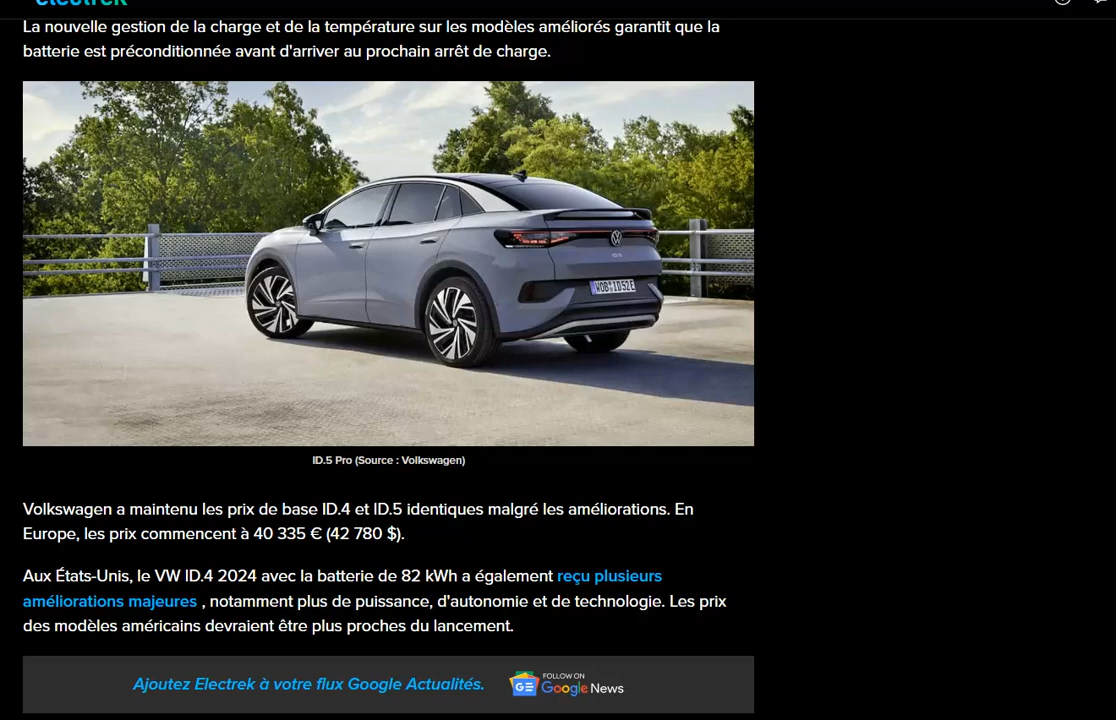 electrek
La nouvelle gestion de la charge et de la température sur les modèles améliorés garantit que la
batterie est préconditionnée avant d'arriver au prochain arrêt de charge.
ID.5
WOB ID52E
ID.5 Pro (Source : Volkswagen)
Volkswagen a maintenu les prix de base ID.4 et ID.5 identiques malgré les améliorations. En
Europe, les prix commencent à 40 335 € (42 780 $).
Aux États-Unis, le VW ID.4 2024 avec la batterie de 82 kWh a également reçu plusieurs
améliorations majeures , notamment plus de puissance, d'autonomie et de technologie. Les prix
des modèles américains devraient être plus proches du lancement.
Ajoutez Electrek à votre flux Google Actualités.
GE
FOLLOW ON
Google News